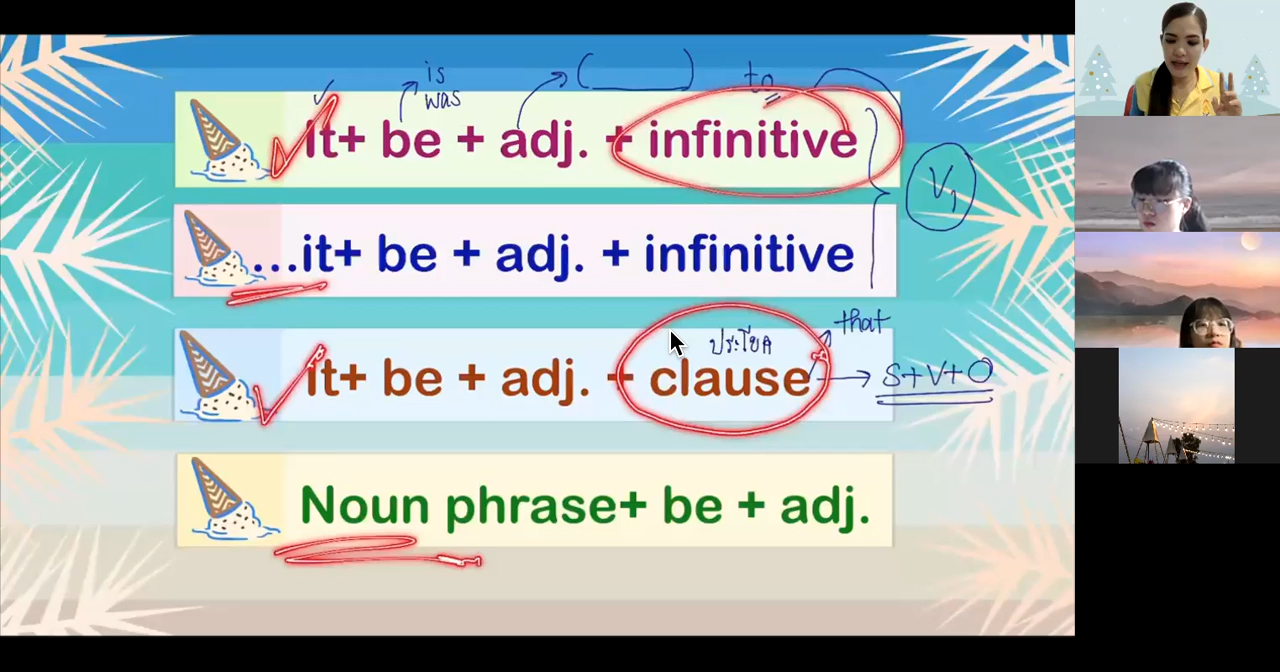 is
was
to
it+ be + adj. + infinitive
V1
...it+ be + adj. + infinitive
that
ประโยค
it+ be + adj. + clause
S+V+O
Noun phrase+ be + adj.